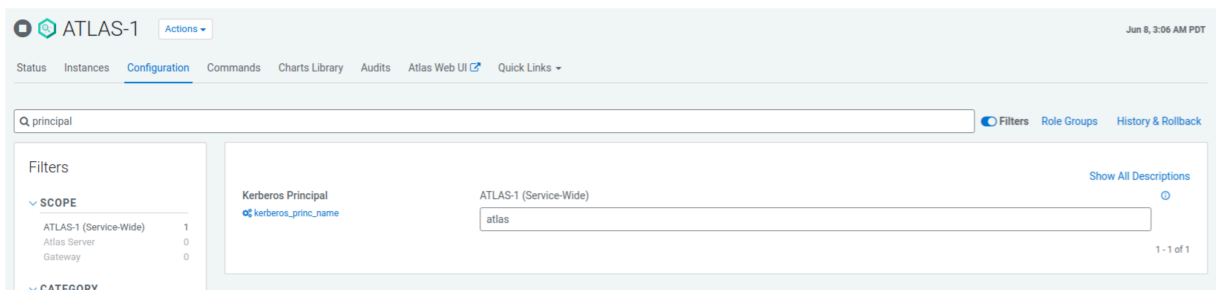 ATLAS-1 Actions Jun 8, 3:06 AM PDT
Status Instances Configuration Commands Charts Library Audits Atlas Web UI Quick Links
principal Filters Role Groups History & Rollback
Filters
Show All Descriptions
Kerberos Principal ATLAS-1 (Service-Wide)
kerberos_princ_name
atlas
1 - 1 of 1
SCOPE
ATLAS-1 (Service-Wide) 1
Atlas Server 0
Gateway 0
CATEGORY